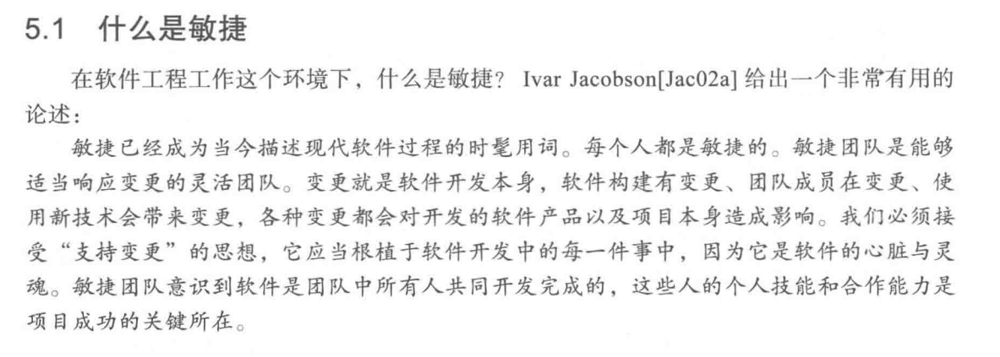 5.1 什么是敏捷
在软件工程工作这个环境下，什么是敏捷？ Ivar Jacobson[Jac02a] 给出一个非常有用的
论述：
敏捷已经成为当今描述现代软件过程的时髦用词。每个人都是敏捷的。敏捷团队是能够
适当响应变更的灵活团队。变更就是软件开发本身，软件构建有变更、团队成员在变更、使
用新技术会带来变更，各种变更都会对开发的软件产品以及项目本身造成影响。我们必须接
受“支持变更”的思想，它应当根植于软件开发中的每一件事中，因为它是软件的心脏与灵
魂。敏捷团队意识到软件是团队中所有人共同开发完成的，这些人的个人技能和合作能力是
项目成功的关键所在。